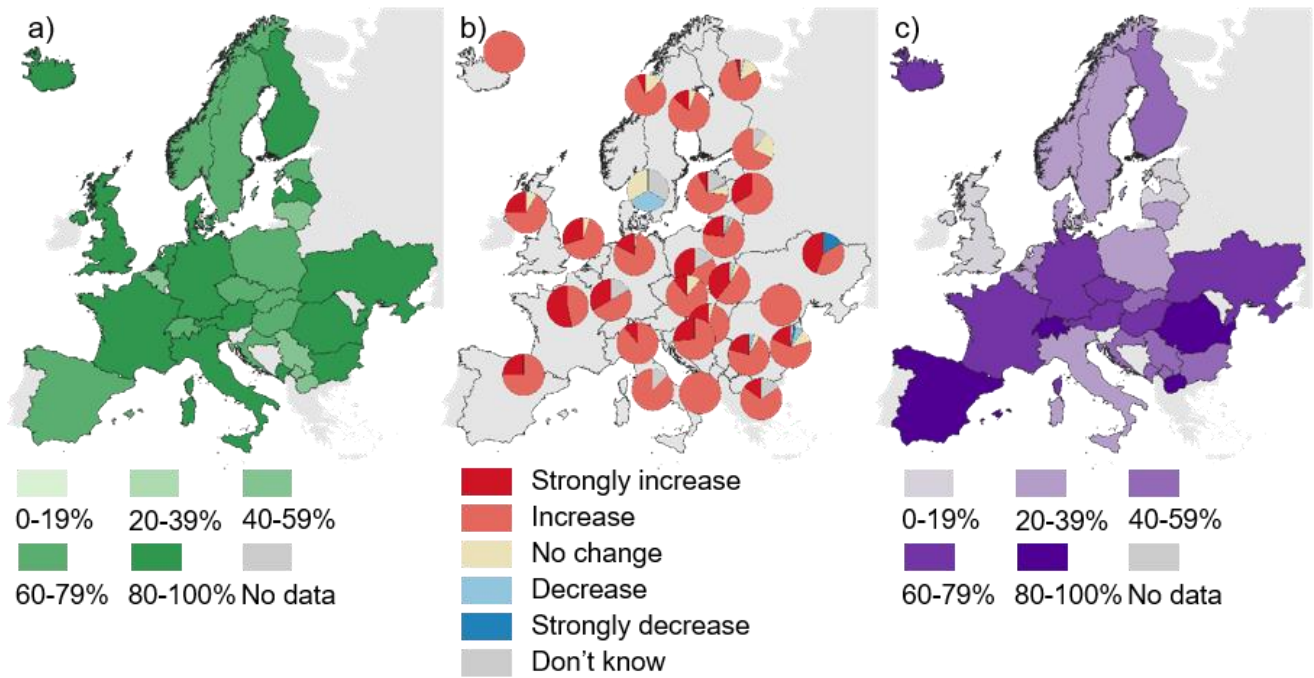 a)
b)
c)
0-19%
20-39%
40-59%
60-79%
80-100%
No data
Strongly increase
Increase
No change
Decrease
Strongly decrease
Don't know
0-19%
20-39%
40-59%
60-79%
80-100%
No data